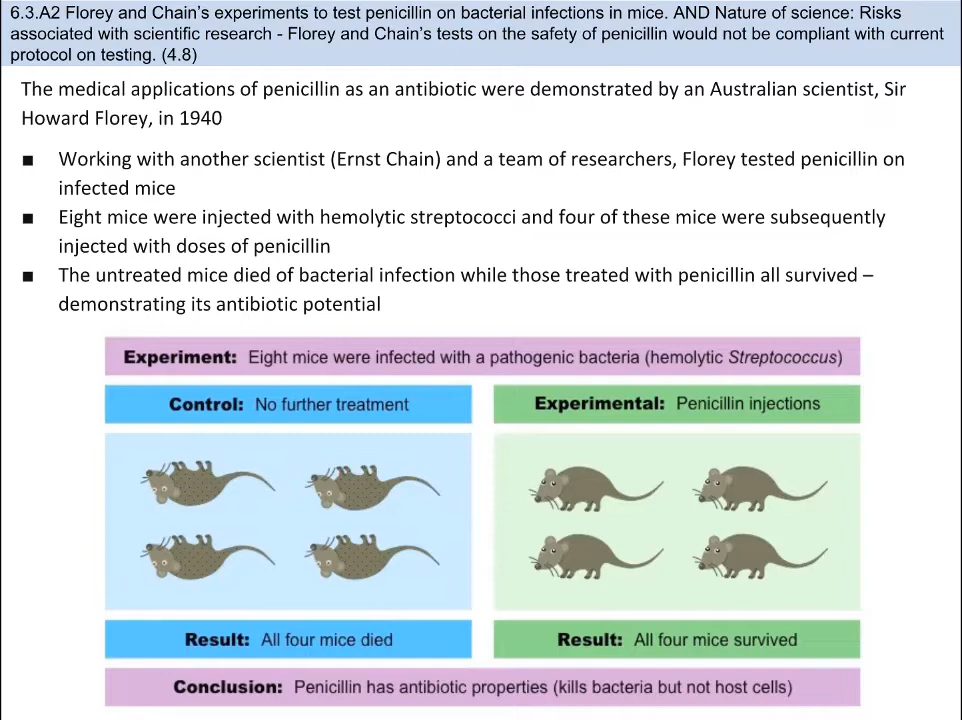 6.3.A2 Florey and Chain’s experiments to test penicillin on bacterial infections in mice. AND Nature of science: Risks
associated with scientific research - Florey and Chain’s tests on the safety of penicillin would not be compliant with current
protocol on testing. (4.8)
The medical applications of penicillin as an antibiotic were demonstrated by an Australian scientist, Sir
Howard Florey, in 1940
■ Working with another scientist (Ernst Chain) and a team of researchers, Florey tested penicillin on
infected mice
■ Eight mice were injected with hemolytic streptococci and four of these mice were subsequently
injected with doses of penicillin
■ The untreated mice died of bacterial infection while those treated with penicillin all survived –
demonstrating its antibiotic potential
Experiment: Eight mice were infected with a pathogenic bacteria (hemolytic Streptococcus)
Control: No further treatment
Experimental: Penicillin injections
Result: All four mice died
Result: All four mice survived
Conclusion: Penicillin has antibiotic properties (kills bacteria but not host cells)